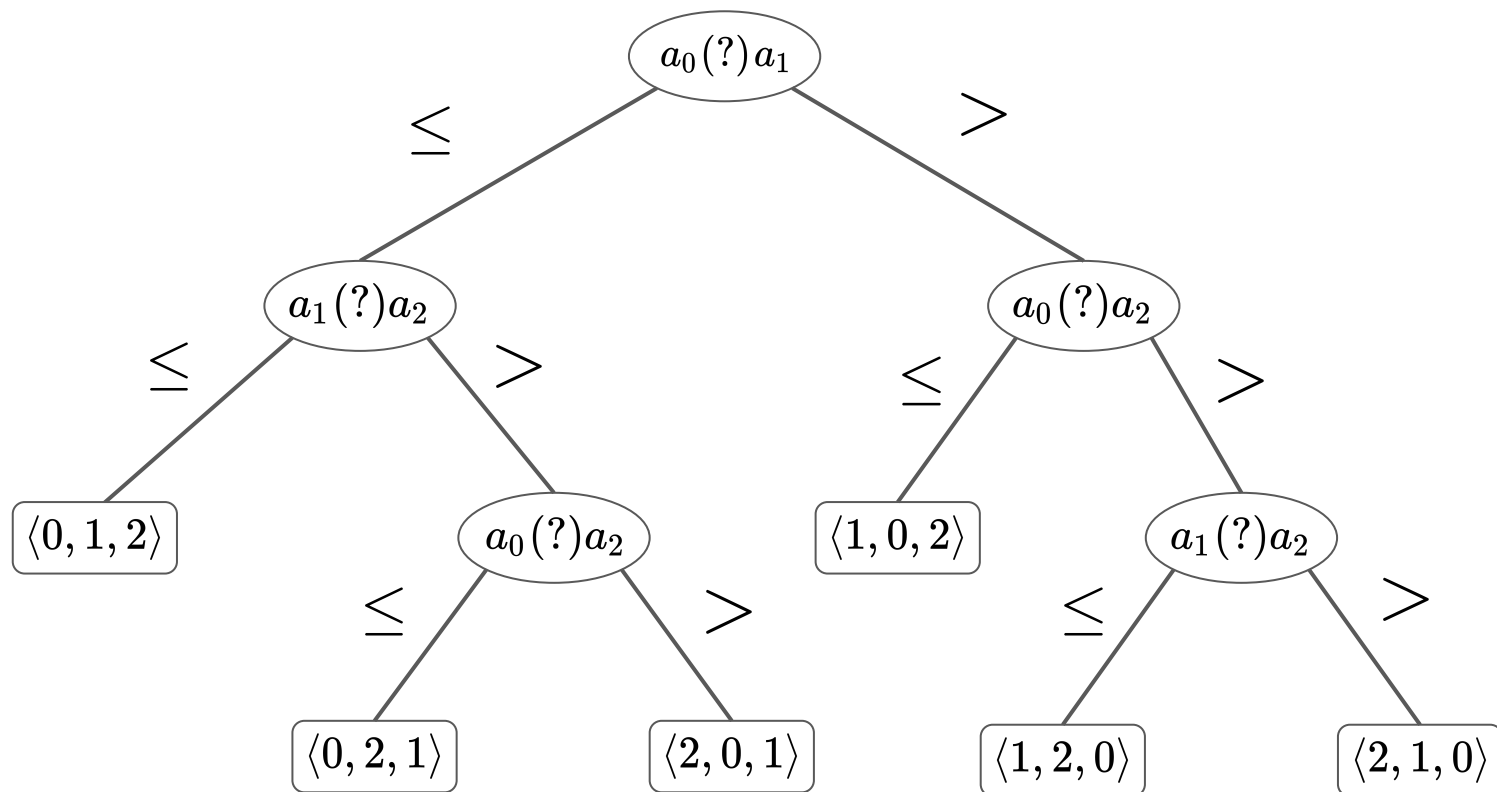 a₀(?)a₁
≤ >
a₁(?)a₂ a₀(?)a₂
≤ > ≤ >
⟨0, 1, 2⟩ a₀(?)a₂ ⟨1, 0, 2⟩ a₁(?)a₂
≤ > ≤ >
⟨0, 2, 1⟩ ⟨2, 0, 1⟩ ⟨1, 2, 0⟩ ⟨2, 1, 0⟩